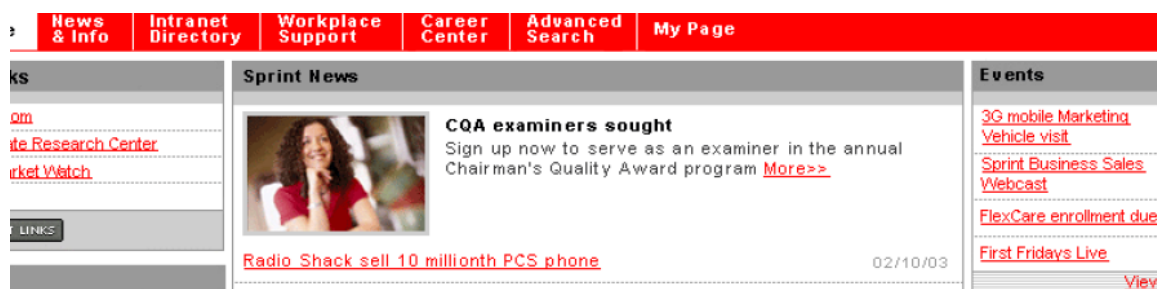 News & Info
Intranet Directory
Workplace Support
Career Center
Advanced Search
My Page
Sprint News
CQA examiners sought
Sign up now to serve as an examiner in the annual
Chairman's Quality Award program More>>
Radio Shack sell 10 millionth PCS phone 02/10/03
Research Center
Watch
LINKS
Events
3G mobile Marketing
Vehicle visit
Sprint Business Sales
Webcast
FlexCare enrollment due
First Fridays Live
View